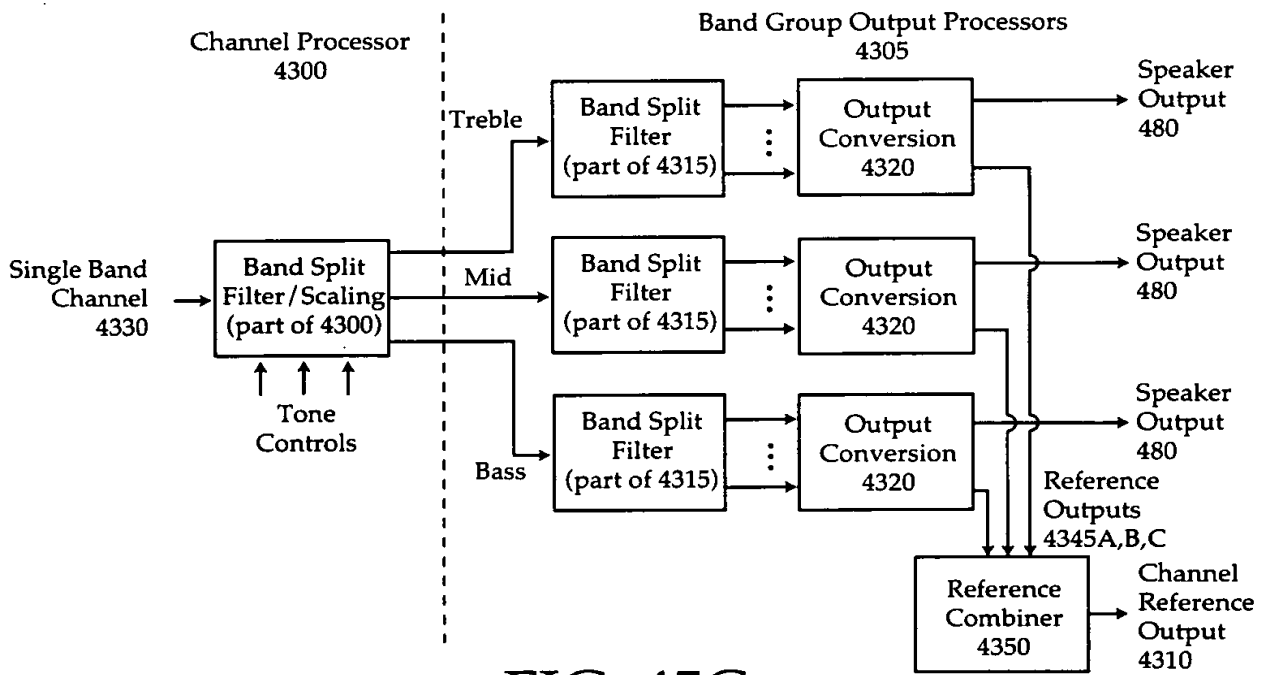 Channel Processor
4300
Band Group Output Processors
4305
Treble
Band Split
Filter
(part of 4315)
Output
Conversion
4320
Speaker
Output
480
Single Band
Channel
4330
Band Split
Filter/Scaling
(part of 4300)
Tone
Controls
Mid
Band Split
Filter
(part of 4315)
Output
Conversion
4320
Speaker
Output
480
Bass
Band Split
Filter
(part of 4315)
Output
Conversion
4320
Speaker
Output
480
Reference
Outputs
4345A,B,C
Reference
Combiner
4350
Channel
Reference
Output
4310